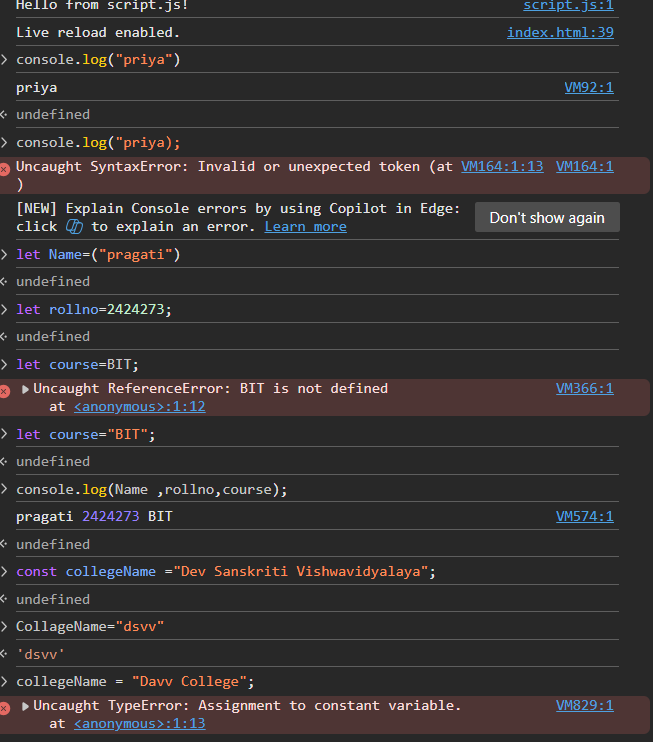 Hello from script.js! script.js:1
Live reload enabled. index.html:39
> console.log("priya")
priya VM92:1
undefined
> console.log("priya);
Uncaught SyntaxError: Invalid or unexpected token (at VM164:1:13 VM164:1
)
[NEW] Explain Console errors by using Copilot in Edge: Don't show again
click to explain an error. Learn more
> let Name=("pragati")
undefined
> let rollno=2424273;
undefined
> let course=BIT;
Uncaught ReferenceError: BIT is not defined VM366:1
at <anonymous>:1:12
> let course="BIT";
undefined
> console.log(Name ,rollno,course);
pragati 2424273 BIT VM574:1
undefined
> const collegeName ="Dev Sanskriti Vishwavidyalaya";
undefined
> CollageName="dsvv"
'dsvv'
> collegeName = "Davv College";
Uncaught TypeError: Assignment to constant variable. VM829:1
at <anonymous>:1:13